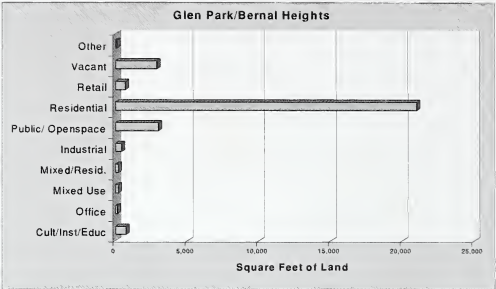 Glen Park/Bernal Heights
Other
Vacant
Retail
Residential
Public/ Openspace
Industrial
Mixed/Resid.
Mixed Use
Office
Cult/Inst/Educ
0 5,000 10,000 15,000 20,000 25,000
Square Feet of Land